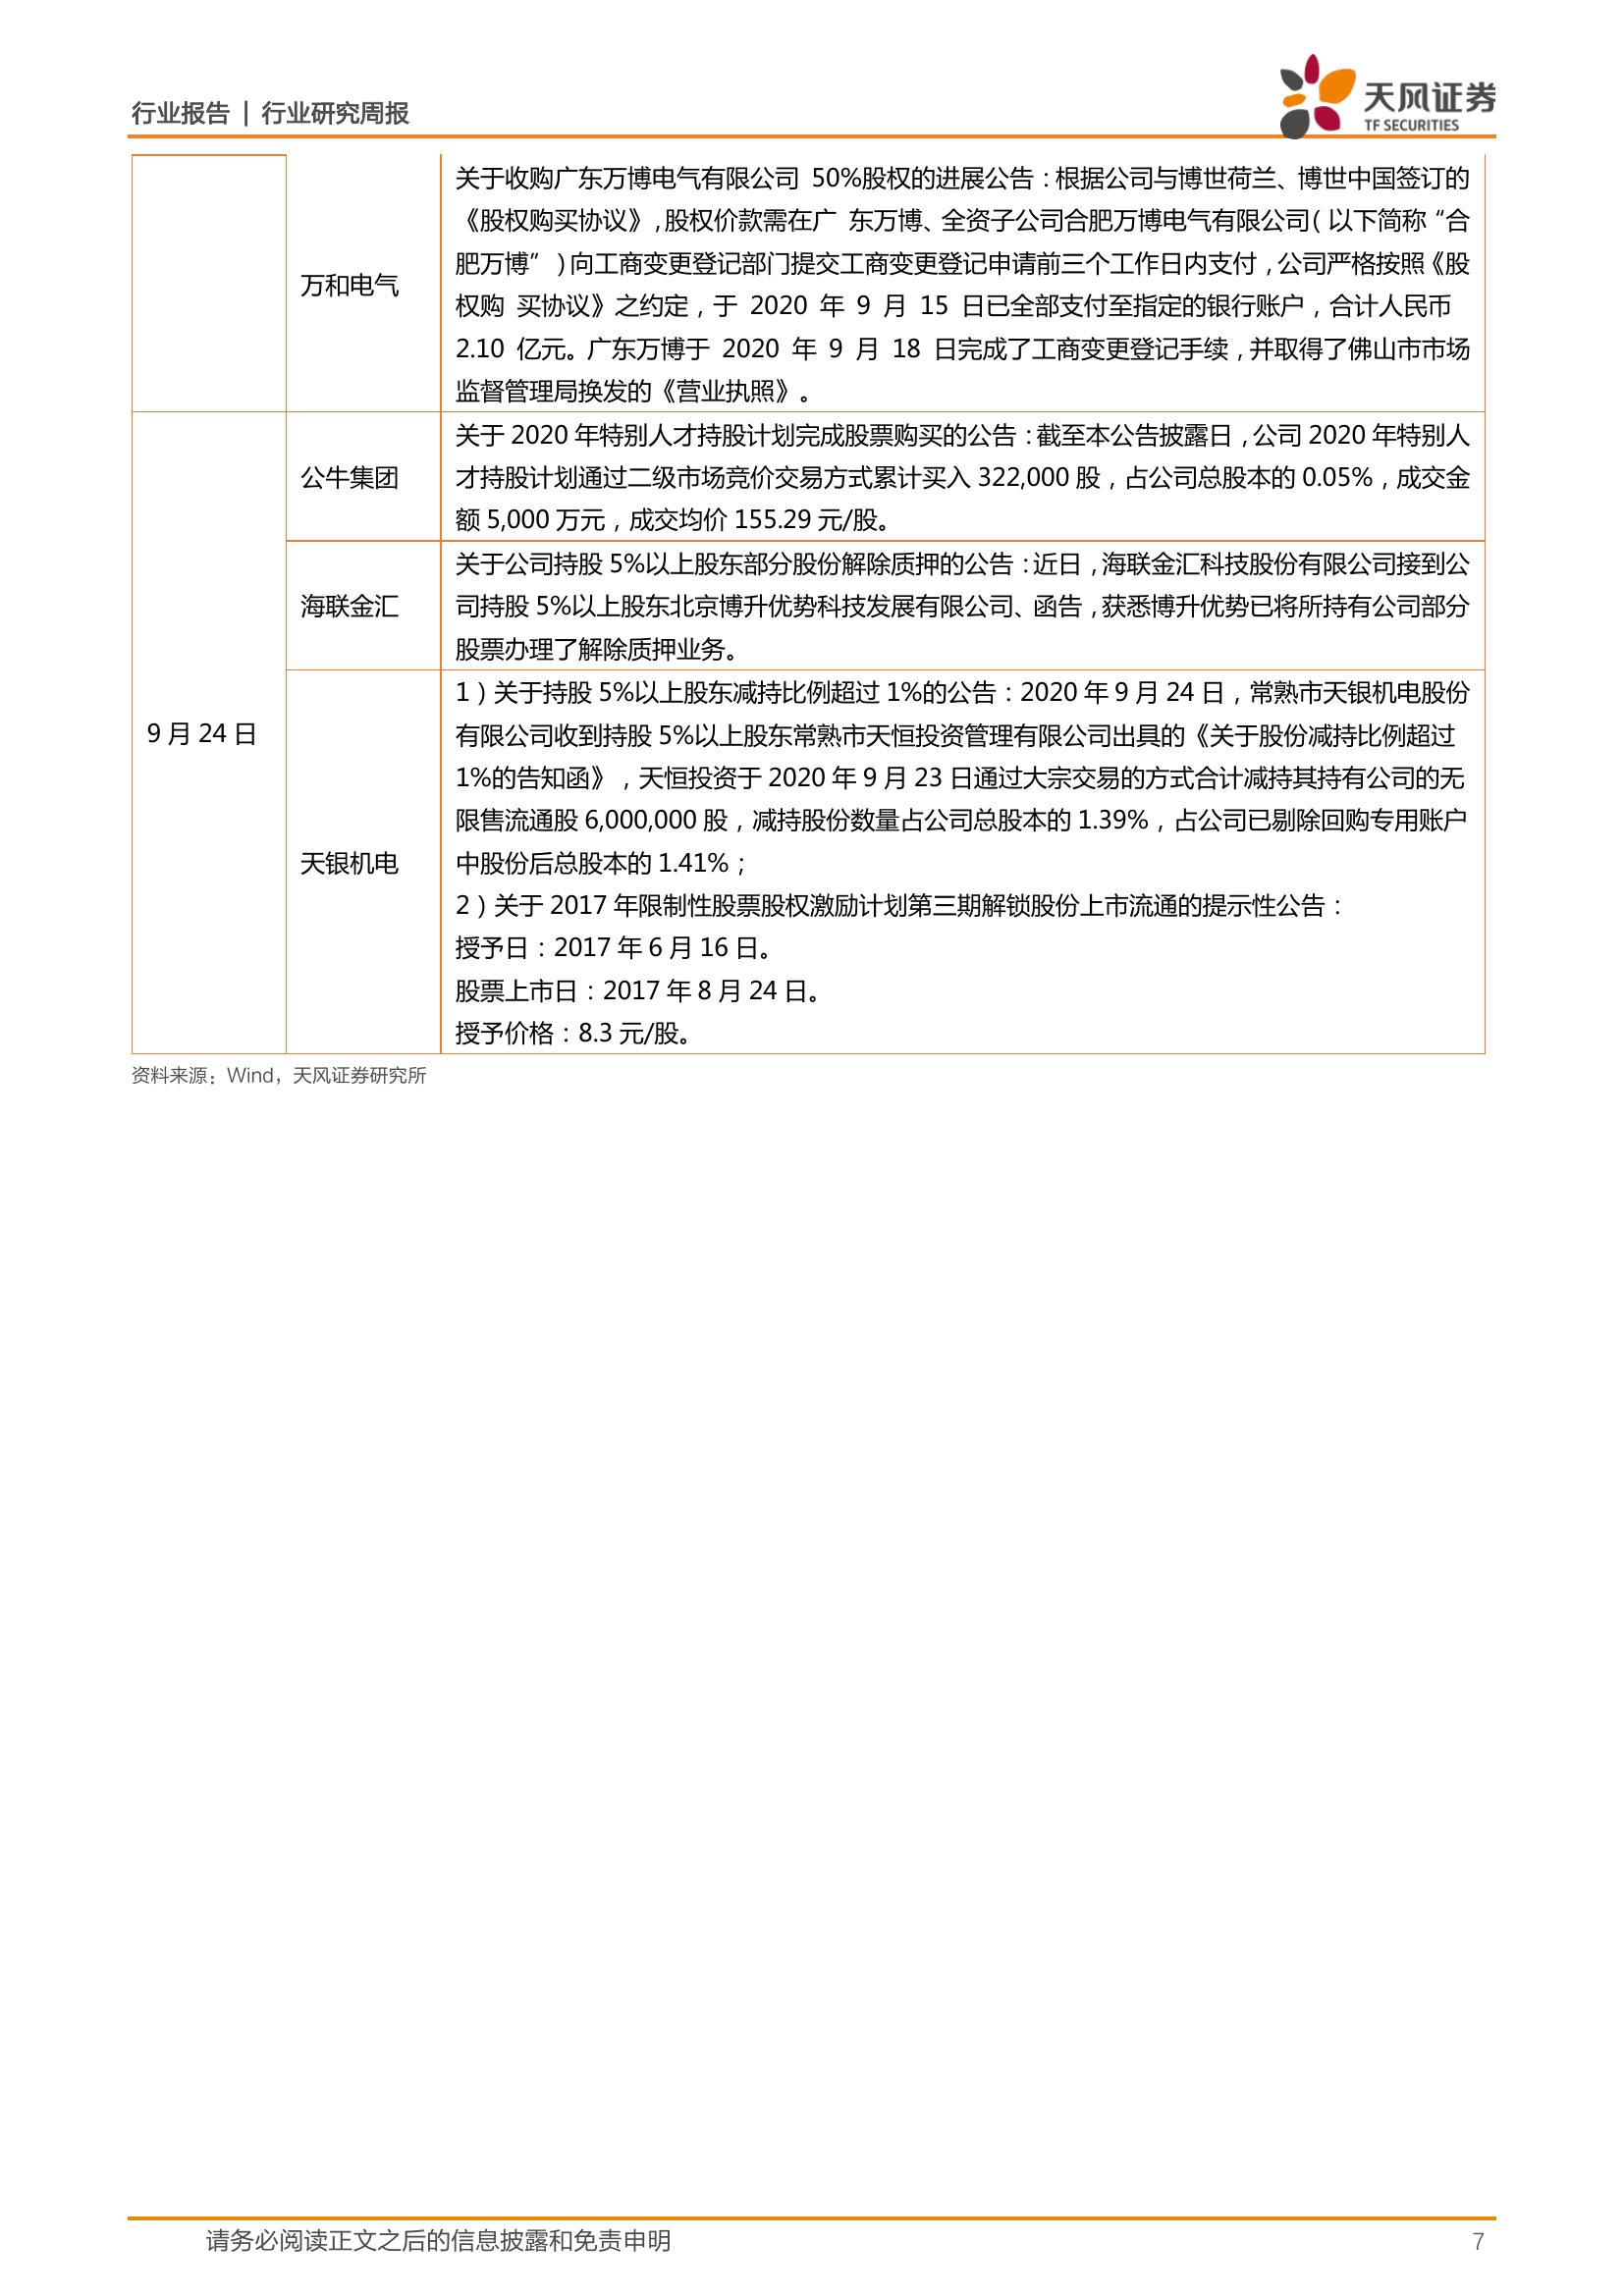 行业报告 | 行业研究周报
天风证券
TF SECURITIES
万和电气
关于收购广东万博电气有限公司 50%股权的进展公告：根据公司与博世荷兰、博世中国签订的
《股权购买协议》,股权价款需在广 东万博、全资子公司合肥万博电气有限公司（以下简称“合
肥万博”）向工商变更登记部门提交工商变更登记申请前三个工作日内支付，公司严格按照《股
权购 买协议》之约定，于 2020 年 9 月 15 日已全部支付至指定的银行账户，合计人民币
2.10 亿元。广东万博于 2020 年 9 月 18 日完成了工商变更登记手续，并取得了佛山市市场
监督管理局换发的《营业执照》。
9 月 24 日
公牛集团
关于 2020 年特别人才持股计划完成股票购买的公告：截至本公告披露日，公司 2020 年特别人
才持股计划通过二级市场竞价交易方式累计买入 322,000 股，占公司总股本的 0.05%，成交金
额 5,000 万元，成交均价 155.29 元/股。
海联金汇
关于公司持股 5%以上股东部分股份解除质押的公告：近日，海联金汇科技股份有限公司接到公
司持股 5%以上股东北京博升优势科技发展有限公司、函告，获悉博升优势已将所持有公司部分
股票办理了解除质押业务。
天银机电
1）关于持股 5%以上股东减持比例超过 1%的公告：2020 年 9 月 24 日，常熟市天银机电股份
有限公司收到持股 5%以上股东常熟市天恒投资管理有限公司出具的《关于股份减持比例超过
1%的告知函》，天恒投资于 2020 年 9 月 23 日通过大宗交易的方式合计减持其持有公司的无
限售流通股 6,000,000 股，减持股份数量占公司总股本的 1.39%，占公司已剔除回购专用账户
中股份后总股本的 1.41%；
2）关于 2017 年限制性股票股权激励计划第三期解锁股份上市流通的提示性公告：
授予日：2017 年 6 月 16 日。
股票上市日：2017 年 8 月 24 日。
授予价格：8.3 元/股。
资料来源：Wind，天风证券研究所
请务必阅读正文之后的信息披露和免责申明
7